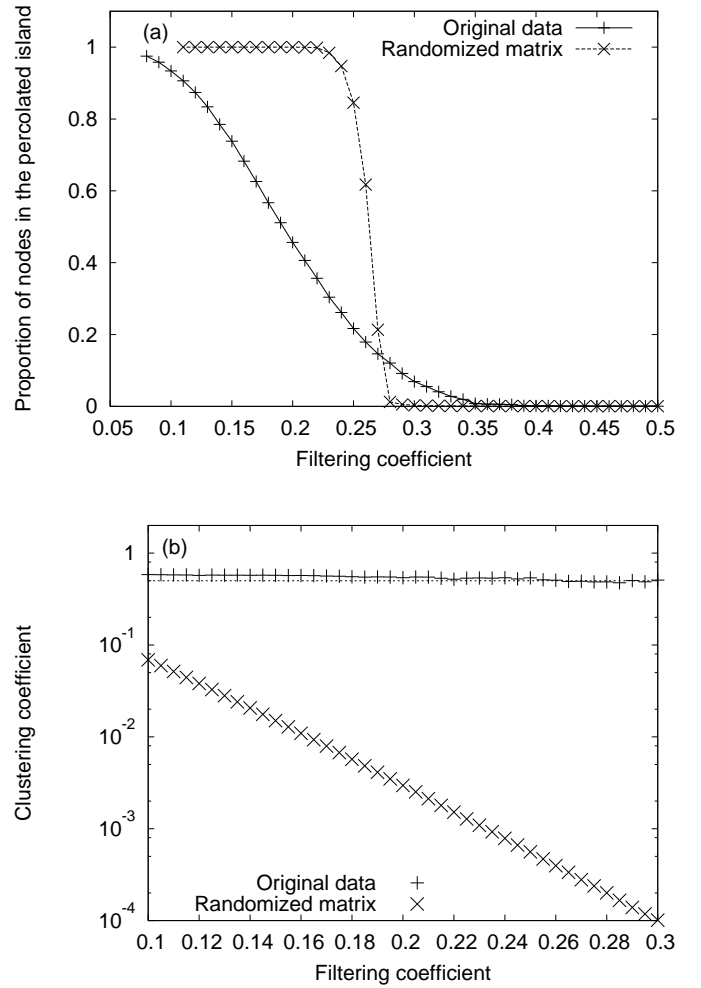 (a)
Original data
Randomized matrix
Proportion of nodes in the percolated island
1
0.8
0.6
0.4
0.2
0
0.05 0.1 0.15 0.2 0.25 0.3 0.35 0.4 0.45 0.5
Filtering coefficient
(b)
Clustering coefficient
1
10^-1
10^-2
10^-3
10^-4
Original data
Randomized matrix
0.1 0.12 0.14 0.16 0.18 0.2 0.22 0.24 0.26 0.28 0.3
Filtering coefficient